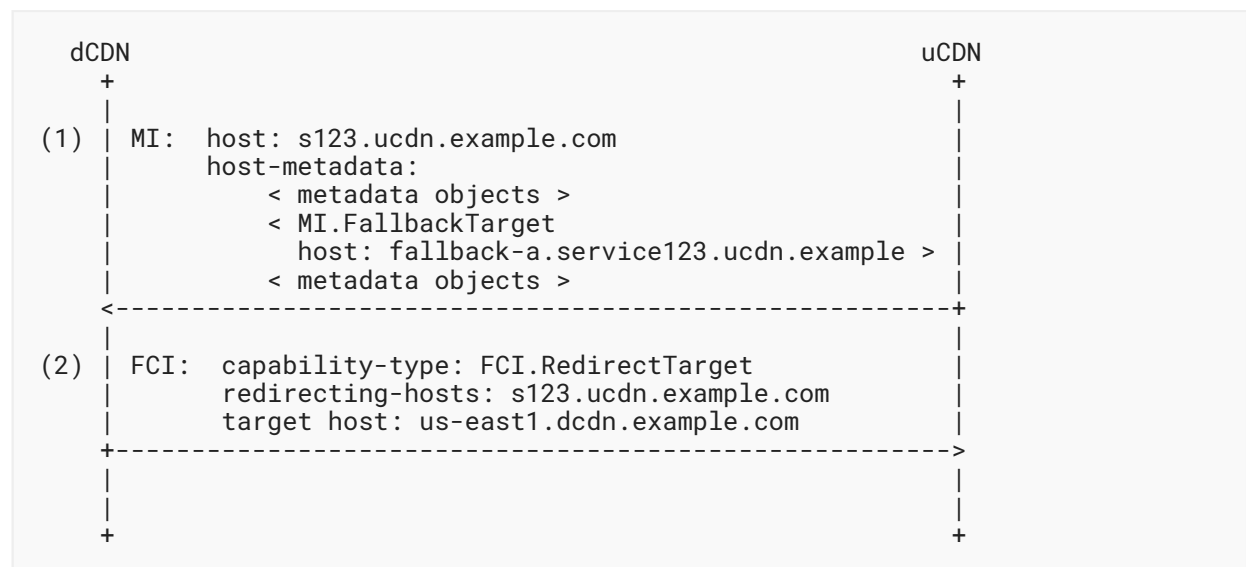 dCDN uCDN
+ +
| |
(1) | MI: host: s123.ucdn.example.com |
| host-metadata: |
| < metadata objects > |
| < MI.FallbackTarget |
| host: fallback-a.service123.ucdn.example > |
| < metadata objects > |
<-------------------------------------------------------+
| |
(2) | FCI: capability-type: FCI.RedirectTarget |
| redirecting-hosts: s123.ucdn.example.com |
| target host: us-east1.dcdn.example.com |
+------------------------------------------------------->
| |
| |
+ +